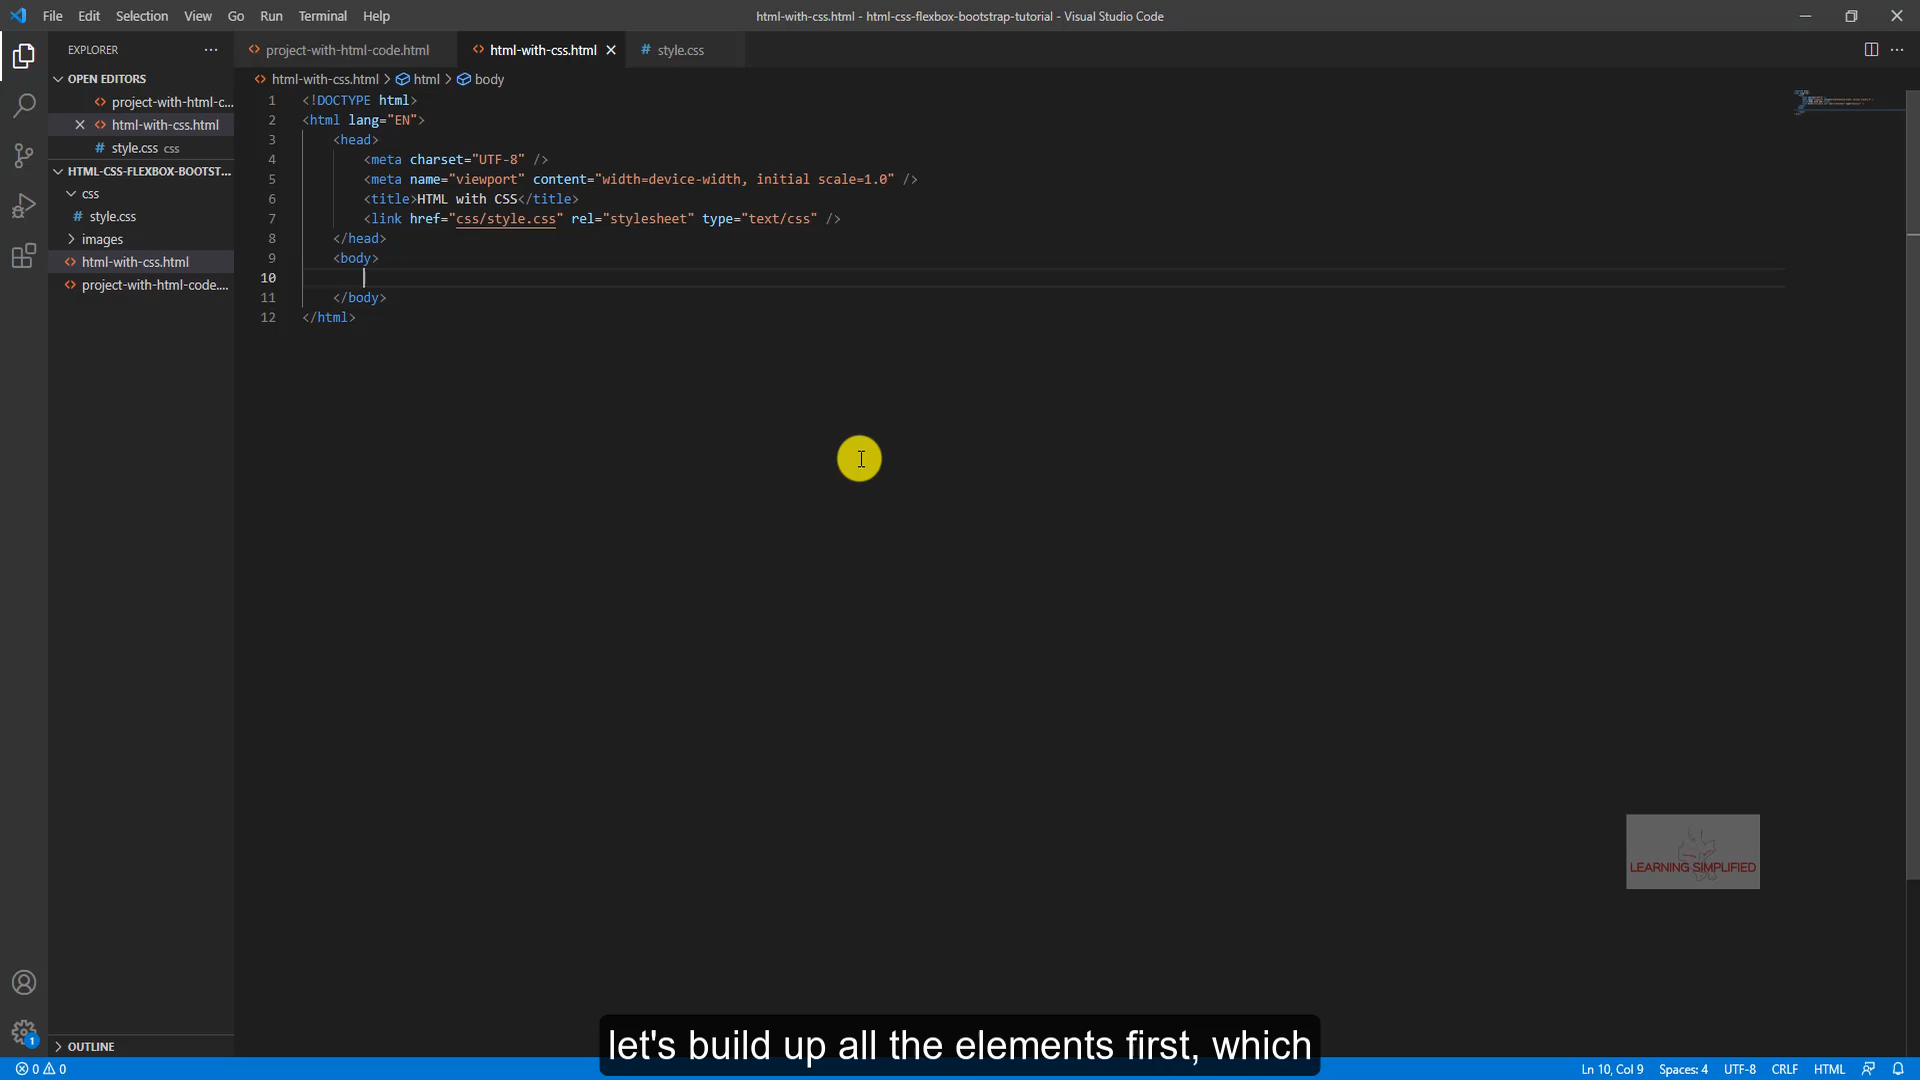 File Edit Selection View Go Run Terminal Help
html-with-css.html - html-css-flexbox-bootstrap-tutorial - Visual Studio Code
EXPLORER
project-with-html-code.html
html-with-css.html
style.css
OPEN EDITORS
project-with-html-c...
html-with-css.html
style.css css
HTML-CSS-FLEXBOX-BOOTST...
css
style.css
images
html-with-css.html
project-with-html-code....
OUTLINE
html-with-css.html > html > body
1 <!DOCTYPE html>
2 <html lang="EN">
3 <head>
4 <meta charset="UTF-8" />
5 <meta name="viewport" content="width=device-width, initial scale=1.0" />
6 <title>HTML with CSS</title>
7 <link href="css/style.css" rel="stylesheet" type="text/css" />
8 </head>
9 <body>
10
11 </body>
12 </html>
LEARNING SIMPLIFIED
let's build up all the elements first, which
1
0 0 Ln 10, Col 9 Spaces: 4 UTF-8 CRLF HTML